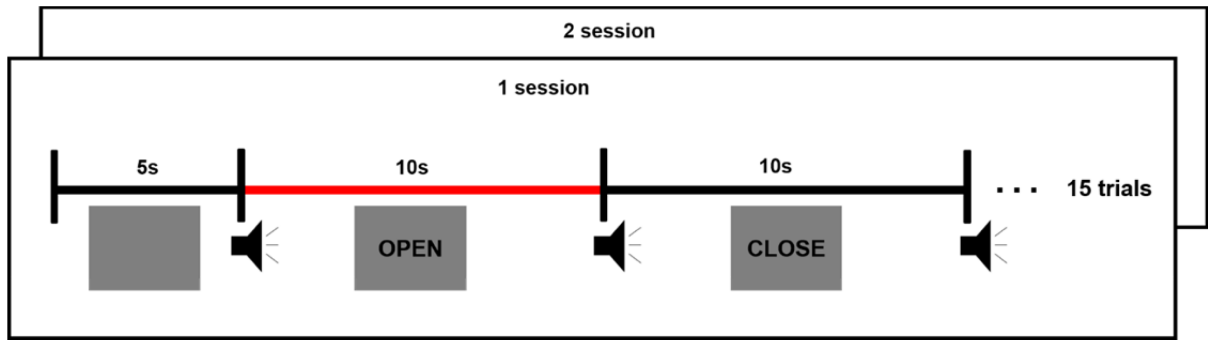 2 session
1 session
5s
10s
10s
OPEN
CLOSE
... 15 trials